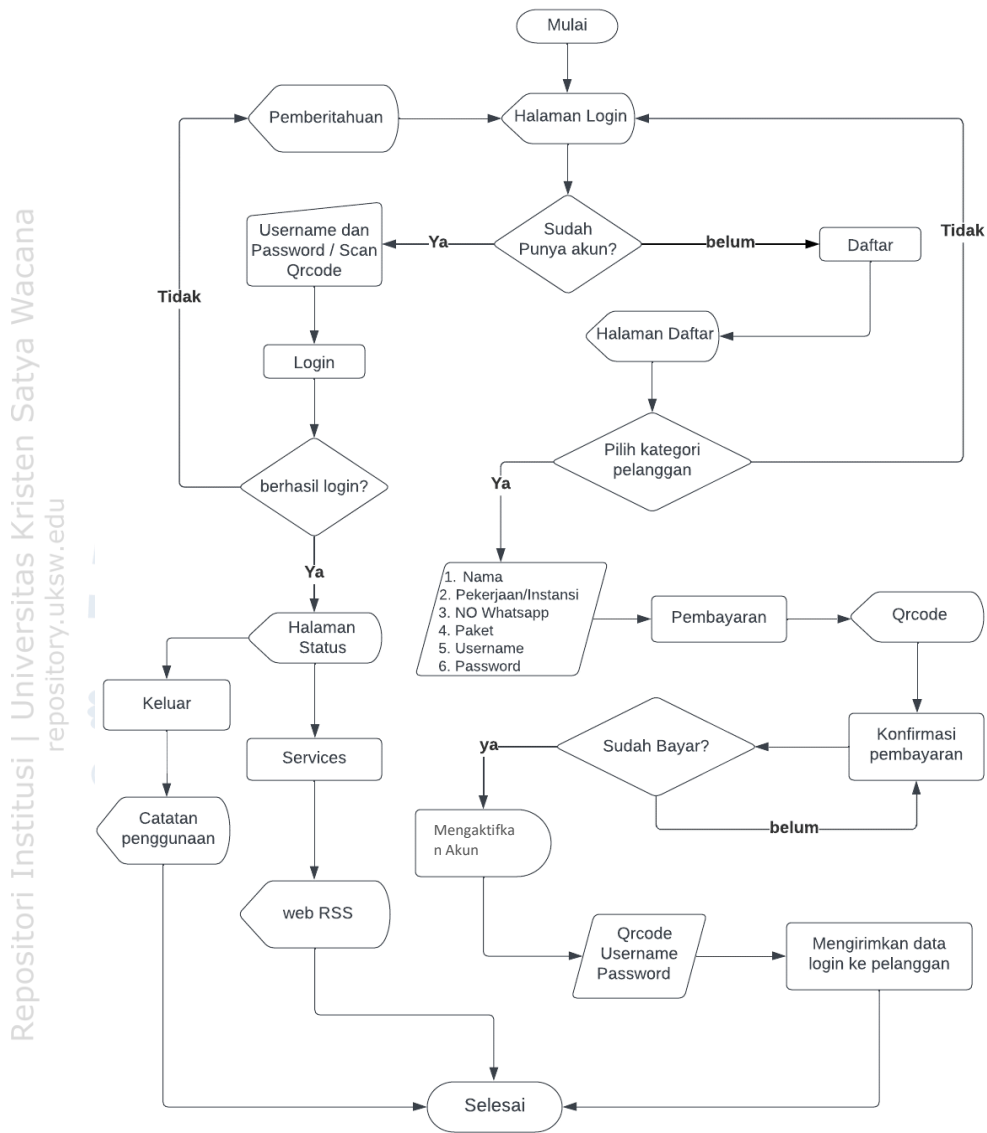 Mulai
Pemberitahuan
Halaman Login
Sudah
Punya akun?
Ya
belum
Username dan
Password / Scan
Qrcode
Daftar
Tidak
Tidak
Halaman Daftar
Login
Pilih kategori
pelanggan
berhasil login?
Ya
Ya
1. Nama
2. Pekerjaan/Instansi
3. NO Whatsapp
4. Paket
5. Username
6. Password
Pembayaran
Qrcode
Halaman
Status
Keluar
Services
Konfirmasi
pembayaran
Sudah Bayar?
ya
belum
Catatan
penggunaan
Mengaktifka
n Akun
web RSS
Qrcode
Username
Password
Mengirimkan data
login ke pelanggan
Selesai
Repositori Institusi | Universitas Kristen Satya Wacana
repository.uksw.edu